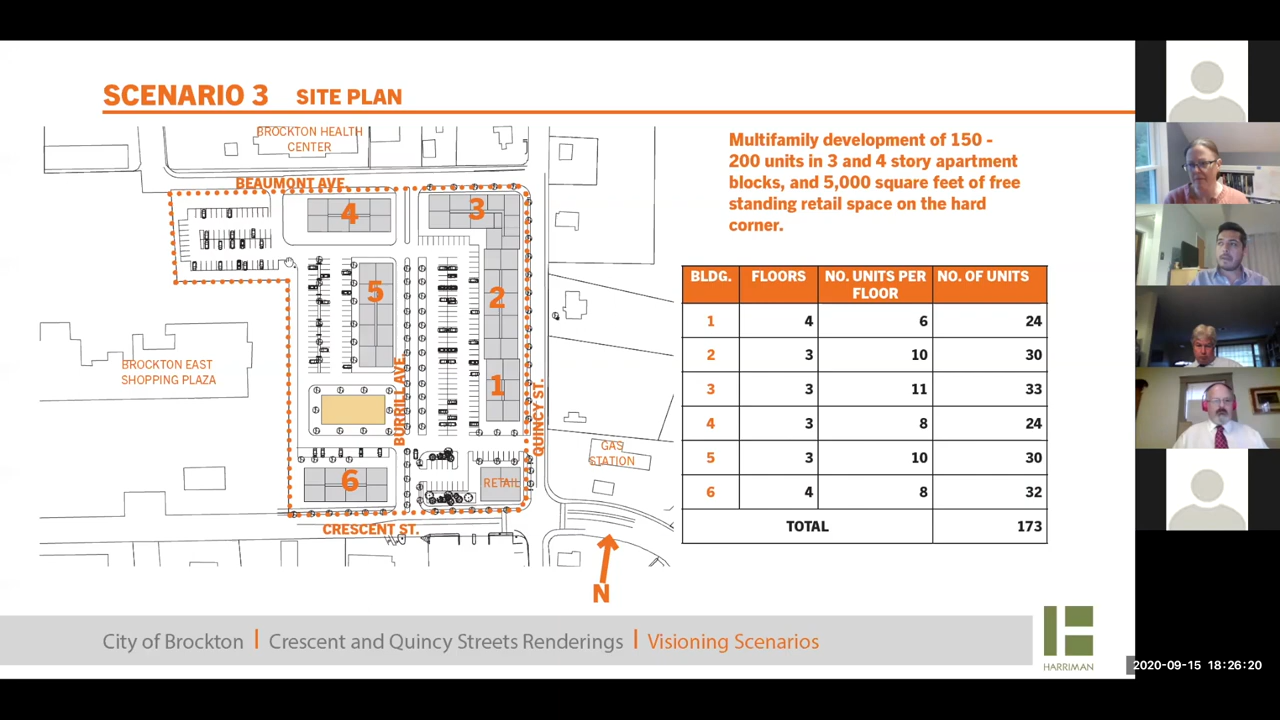 SCENARIO 3 SITE PLAN
BROCKTON HEALTH
CENTER
BEAUMONT AVE.
4
3
5
2
1
6
BROCKTON EAST
SHOPPING PLAZA
BURRILL AVE.
QUINCY ST.
GAS
STATION
RETAIL
CRESCENT ST.
N
Multifamily development of 150 -
200 units in 3 and 4 story apartment
blocks, and 5,000 square feet of free
standing retail space on the hard
corner.
BLDG. FLOORS NO. UNITS PER FLOOR NO. OF UNITS
1 4 6 24
2 3 10 30
3 3 11 33
4 3 8 24
5 3 10 30
6 4 8 32
TOTAL 173
City of Brockton | Crescent and Quincy Streets Renderings | Visioning Scenarios
HARRIMAN
2020-09-15 18:26:20